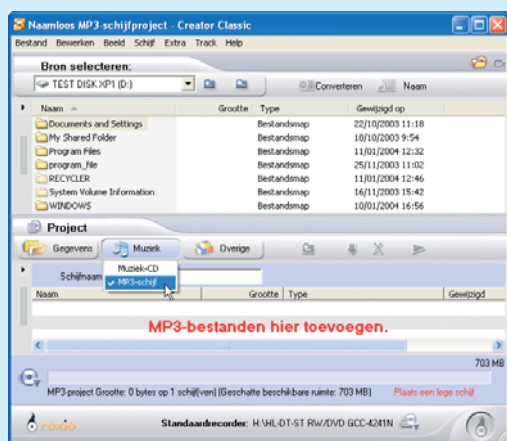 Naamloos MP3-schijfproject - Creator Classic
Bestand Bewerken Beeld Schijf Extra Track Help
Bron selecteren:
TEST DISK XP1 (D:) Converteren Naam
Naam Grootte Type Gewijzigd op
Documents and Settings Bestandsmap 22/10/2003 11:18
My Shared Folder Bestandsmap 18/10/2003 9:54
Program Files Bestandsmap 11/01/2004 12:32
program_file Bestandsmap 25/11/2003 11:02
RECYCLER Bestandsmap 11/01/2004 12:46
System Volume Information Bestandsmap 16/11/2003 15:42
WINDOWS Bestandsmap 10/01/2004 16:56
Project
Gegevens Muziek Overige
Muziek-CD
Schijfnaam
MP3-schijf
Naam Grootte Type Gewijzigd
MP3-bestanden hier toevoegen.
703 MB
MP3-project Grootte: 0 bytes op 1 schijf(ven) (Geschatte beschikbare ruimte: 703 MB) Plaats een lege schijf
roxio Standaardrecorder: H:\HL-DT-ST RW/DVD GCC-4241N